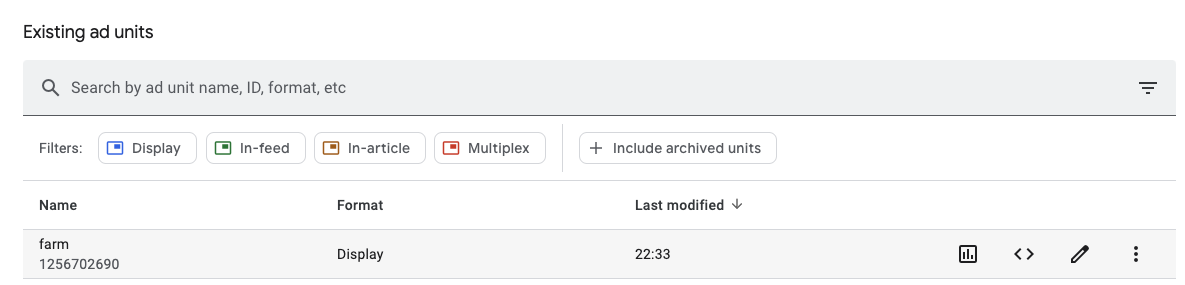 Existing ad units
Search by ad unit name, ID, format, etc
Filters: Display In-feed In-article Multiplex Include archived units
Name Format Last modified
farm
1256702690
Display
22:33